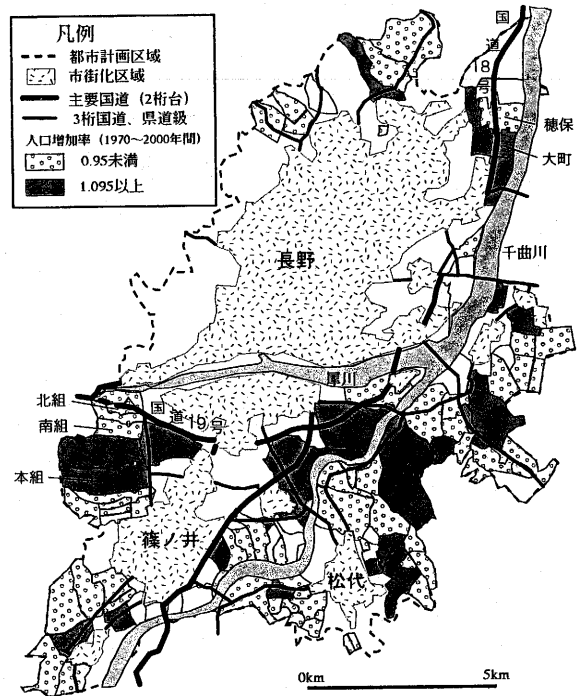 凡例
都市計画区域
市街化区域
主要国道（2桁台）
3桁国道、県道級
人口増加率（1970〜2000年間）
0.95未満
1.095以上
国道18号
穂保
大町
長野
千曲川
犀川
北組
国道19号
南組
本組
篠ノ井
松代
0km
5km